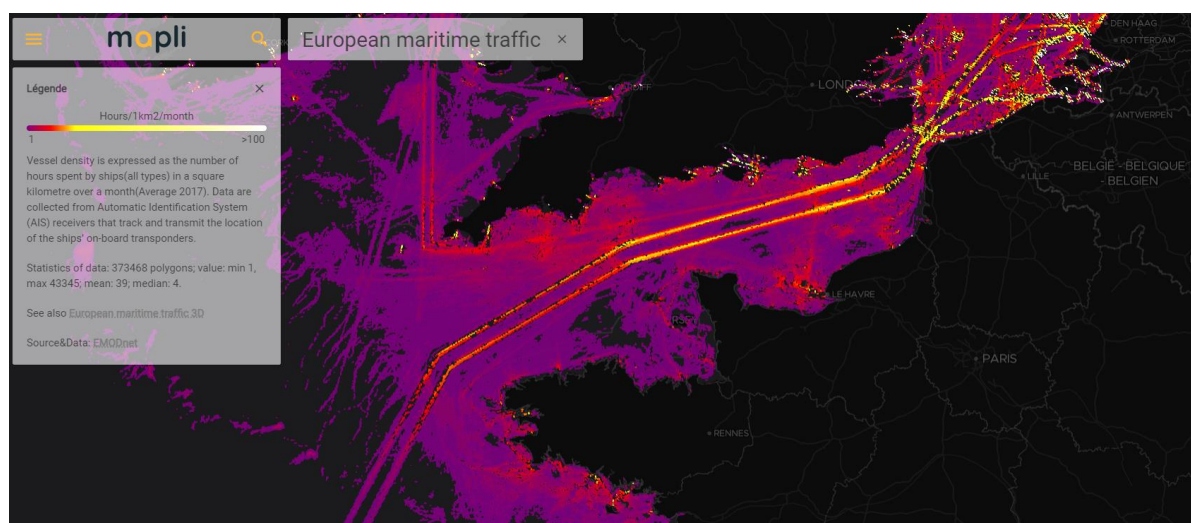 mapli
European maritime traffic ×
Légende ×
Hours/1km2/month
1 >100
Vessel density is expressed as the number of
hours spent by ships(all types) in a square
kilometre over a month(Average 2017). Data are
collected from Automatic Identification System
(AIS) receivers that track and transmit the location
of the ships' on-board transponders.
Statistics of data: 373468 polygons; value: min 1,
max 43345; mean: 39; median: 4.
See also European maritime traffic 3D
Source&Data: EMODnet
DEN HAAG
ROTTERDAM
LONDON
ANTWERPEN
BELGIË - BELGIQUE
- BELGIEN
LILLE
LE HAVRE
PARIS
RENNES